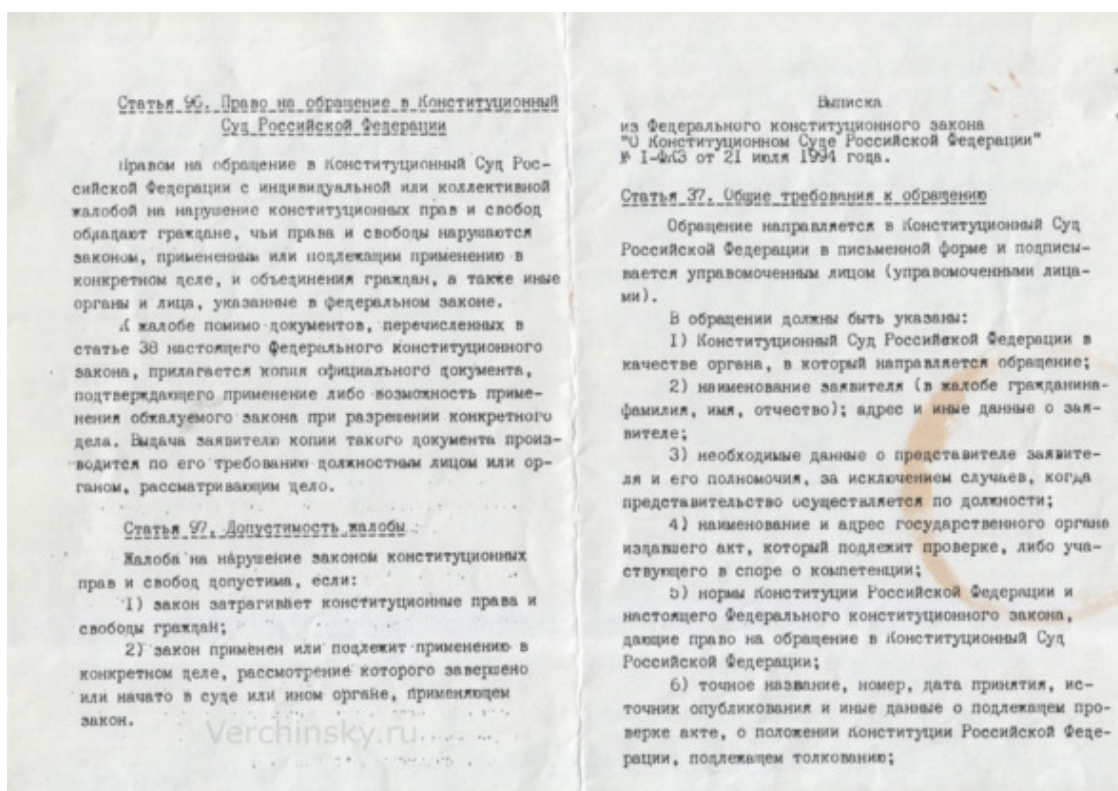 Статья 96. Право на обращение в Конституционный
Суд Российской Федерации
Правом на обращение в Конституционный Суд Рос-
сийской Федерации с индивидуальной или коллективной
жалобой на нарушение конституционных прав и свобод
обладают граждане, чьи права и свободы нарушаются
законом, примененным или подлежащим применению в
конкретном деле, и объединения граждан, а также иные
органы и лица, указанные в федеральном законе.
К жалобе помимо документов, перечисленных в
статье 38 настоящего Федерального конституционного
закона, прилагается копия официального документа,
подтверждающего применение либо возможность приме-
нения обжалуемого закона при разрешении конкретного
дела. Выдача заявителю копии такого документа произ-
водится по его требованию должностным лицом или ор-
ганом, рассматривающим дело.
Статья 97. Допустимость жалобы
Жалоба на нарушение законом конституционных
прав и свобод допустима, если:
1) закон затрагивает конституционные права и
свободы граждан;
2) закон применен или подлежит применению в
конкретном деле, рассмотрение которого завершено
или начато в суде или ином органе, применяющем
закон.
Verchinsky.ru
Выписка
из Федерального конституционного закона
"О Конституционном Суде Российской Федерации"
№ I-ФКЗ от 21 июля 1994 года.
Статья 37. Общие требования к обращению
Обращение направляется в Конституционный Суд
Российской Федерации в письменной форме и подписы-
вается управомоченным лицом (управомоченными лица-
ми).
В обращении должны быть указаны:
I) Конституционный Суд Российской Федерации в
качестве органа, в который направляется обращение;
2) наименование заявителя (в жалобе гражданина-
фамилия, имя, отчество); адрес и иные данные о зая-
вителе;
3) необходимые данные о представителе заявите-
ля и его полномочия, за исключением случаев, когда
представительство осуществляется по должности;
4) наименование и адрес государственного органа
издавшего акт, который подлежит проверке, либо уча-
ствующего в споре о компетенции;
5) нормы Конституции Российской Федерации и
настоящего Федерального конституционного закона,
дающие право на обращение в Конституционный Суд
Российской Федерации;
6) точное название, номер, дата принятия, ис-
точник опубликования и иные данные о подлежащем про-
верке акте, о положении Конституции Российской Феде-
рации, подлежащем толкованию;